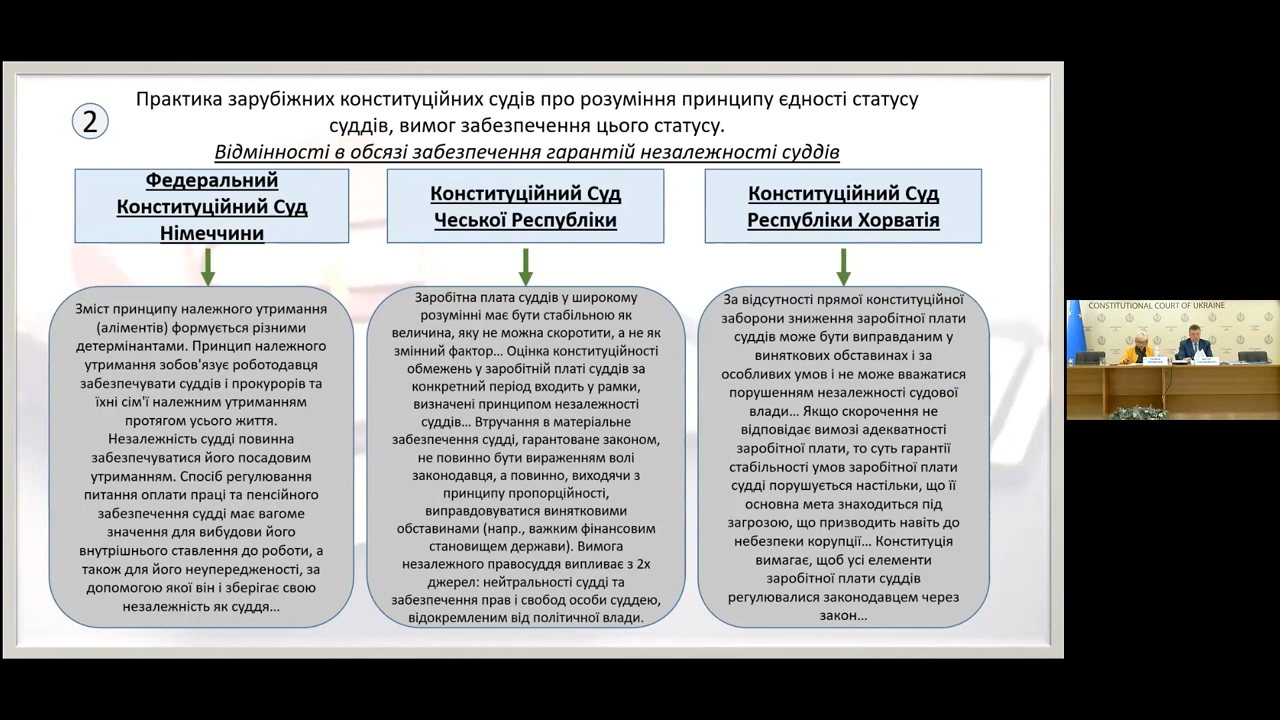 2
Практика зарубіжних конституційних судів про розуміння принципу єдності статусу
суддів, вимог забезпечення цього статусу.
Відмінності в обсязі забезпечення гарантій незалежності суддів
Федеральний
Конституційний Суд
Німеччини
Зміст принципу належного утримання
(аліментів) формується різними
детермінантами. Принцип належного
утримання зобов'язує роботодавця
забезпечувати суддів і прокурорів та
їхні сім'ї належним утриманням
протягом усього життя.
Незалежність судді повинна
забезпечуватися його посадовим
утриманням. Спосіб регулювання
питання оплати праці та пенсійного
забезпечення судді має вагоме
значення для вибудови його
внутрішнього ставлення до роботи, а
також для його неупередженості, за
допомогою якої він і зберігає свою
незалежність як суддя…
Конституційний Суд
Чеської Республіки
Заробітна плата суддів у широкому
розумінні має бути стабільною як
величина, яку не можна скоротити, а не як
змінний фактор… Оцінка конституційності
обмежень у заробітній платі суддів за
конкретний період входить у рамки,
визначені принципом незалежності
суддів… Втручання в матеріальне
забезпечення судді, гарантоване законом,
не повинно бути вираженням волі
законодавця, а повинно, виходячи з
принципу пропорційності,
виправдовуватися винятковими
обставинами (напр., важким фінансовим
становищем держави). Вимога
незалежного правосуддя випливає з 2х
джерел: нейтральності судді та
забезпечення прав і свобод особи суддею,
відокремленим від політичної влади.
Конституційний Суд
Республіки Хорватія
За відсутності прямої конституційної
заборони зниження заробітної плати
суддів може бути виправданим у
виняткових обставинах і за
особливих умов і не може вважатися
порушенням незалежності судової
влади… Якщо скорочення не
відповідає вимозі адекватності
заробітної плати, то суть гарантії
стабільності умов заробітної плати
судді порушується настільки, що її
основна мета знаходиться під
загрозою, що призводить навіть до
небезпеки корупції… Конституція
вимагає, щоб усі елементи
заробітної плати суддів
регулювалися законодавцем через
закон…
CONSTITUTIONAL COURT OF UKRAINE